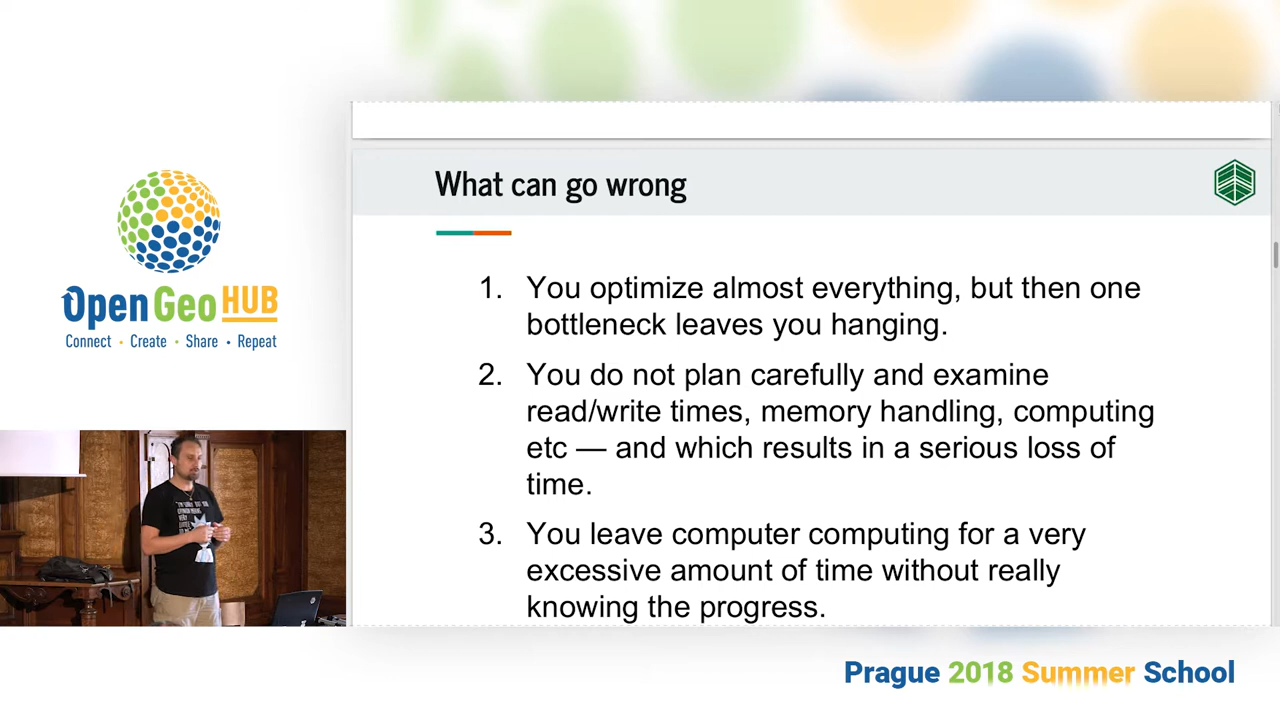 What can go wrong
Open Geo HUB
Connect • Create • Share • Repeat
1. You optimize almost everything, but then one
bottleneck leaves you hanging.
2. You do not plan carefully and examine
read/write times, memory handling, computing
etc — and which results in a serious loss of
time.
3. You leave computer computing for a very
excessive amount of time without really
knowing the progress.
Prague 2018 Summer School